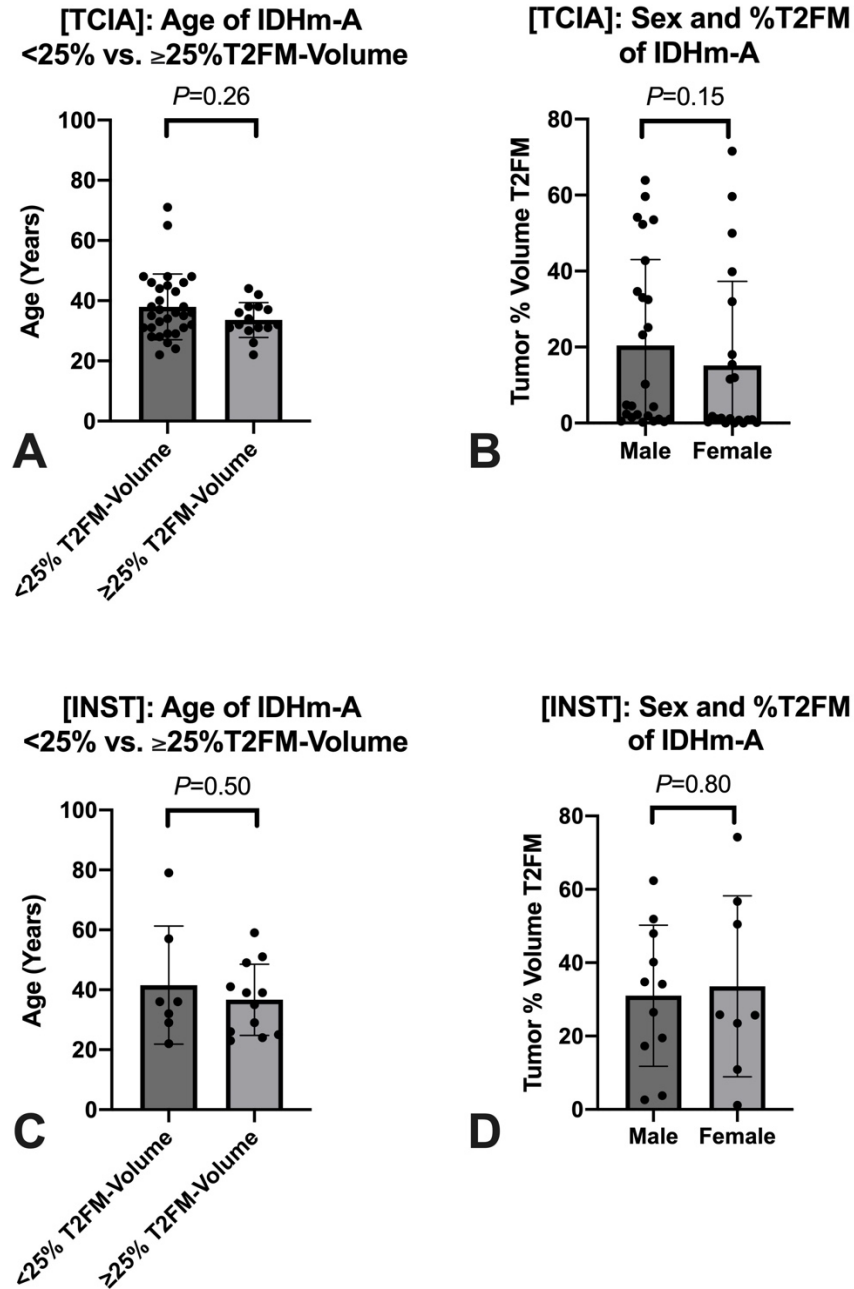 [TCIA]: Age of IDHm-A
<25% vs. ≥25%T2FM-Volume
P=0.26
100
80
60
40
20
0
Age (Years)
<25% T2FM-Volume
≥25% T2FM-Volume
A
[TCIA]: Sex and %T2FM
of IDHm-A
P=0.15
80
60
40
20
0
Tumor % Volume T2FM
Male
Female
B
[INST]: Age of IDHm-A
<25% vs. ≥25%T2FM-Volume
P=0.50
100
80
60
40
20
0
Age (Years)
<25% T2FM-Volume
≥25% T2FM-Volume
C
[INST]: Sex and %T2FM
of IDHm-A
P=0.80
80
60
40
20
0
Tumor % Volume T2FM
Male
Female
D